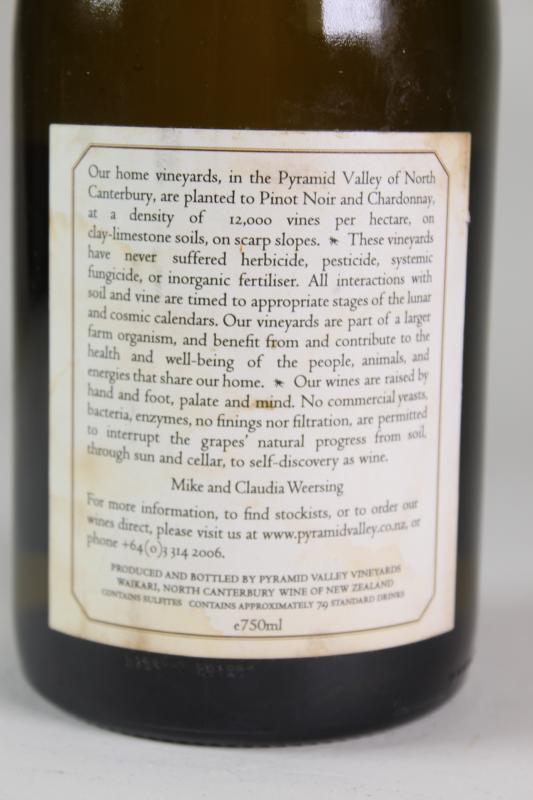 Our home vineyards, in the Pyramid Valley of North
Canterbury, are planted to Pinot Noir and Chardonnay,
at a density of 12,000 vines per hectare, on
clay-limestone soils, on scarp slopes. These vineyards
have never suffered herbicide, pesticide, systemic
fungicide, or inorganic fertiliser. All interactions with
soil and vine are timed to appropriate stages of the lunar
and cosmic calendars. Our vineyards are part of a larger
farm organism, and benefit from and contribute to the
health and well-being of the people, animals, and
energies that share our home. Our wines are raised by
hand and foot, palate and mind. No commercial yeasts,
bacteria, enzymes, no finings nor filtration, are permitted
to interrupt the grapes' natural progress from soil,
through sun and cellar, to self-discovery as wine.
Mike and Claudia Weersing
For more information, to find stockists, or to order our
wines direct, please visit us at www.pyramidvalley.co.nz, or
phone +64(0)3 314 2006.
PRODUCED AND BOTTLED BY PYRAMID VALLEY VINEYARDS
WAIKARI, NORTH CANTERBURY WINE OF NEW ZEALAND
CONTAINS SULFITES CONTAINS APPROXIMATELY 7.9 STANDARD DRINKS
e750ml